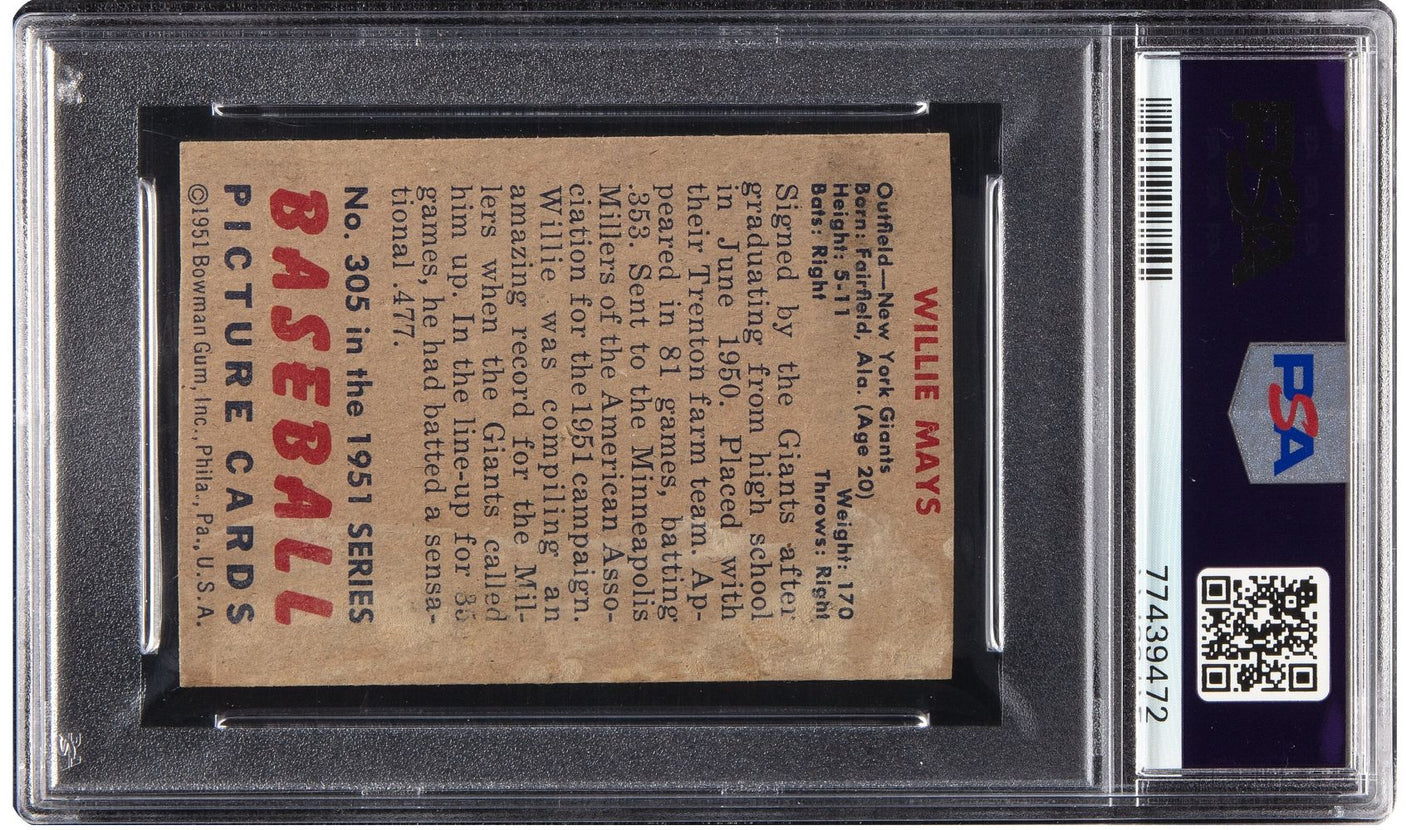 PSA
PSA
77439472
WILLIE MAYS
Outfield—New York Giants
Born: Fairfield, Ala. (Age 20)
Height: 5-11 Weight: 170
Bats: Right Throws: Right
Signed by the Giants after
graduating from high school
in June 1950. Placed with
their Trenton farm team. Ap-
peared in 81 games, batting
.353. Sent to the Minneapolis
Millers of the American Asso-
ciation for the 1951 campaign.
Willie was compiling an
amazing record for the Mil-
lers when the Giants called
him up. In the line-up for 35
games, he had batted a sensa-
tional .477.
No. 305 in the 1951 SERIES
BASEBALL
PICTURE CARDS
©1951 Bowman Gum, Inc., Phila., Pa., U.S.A.